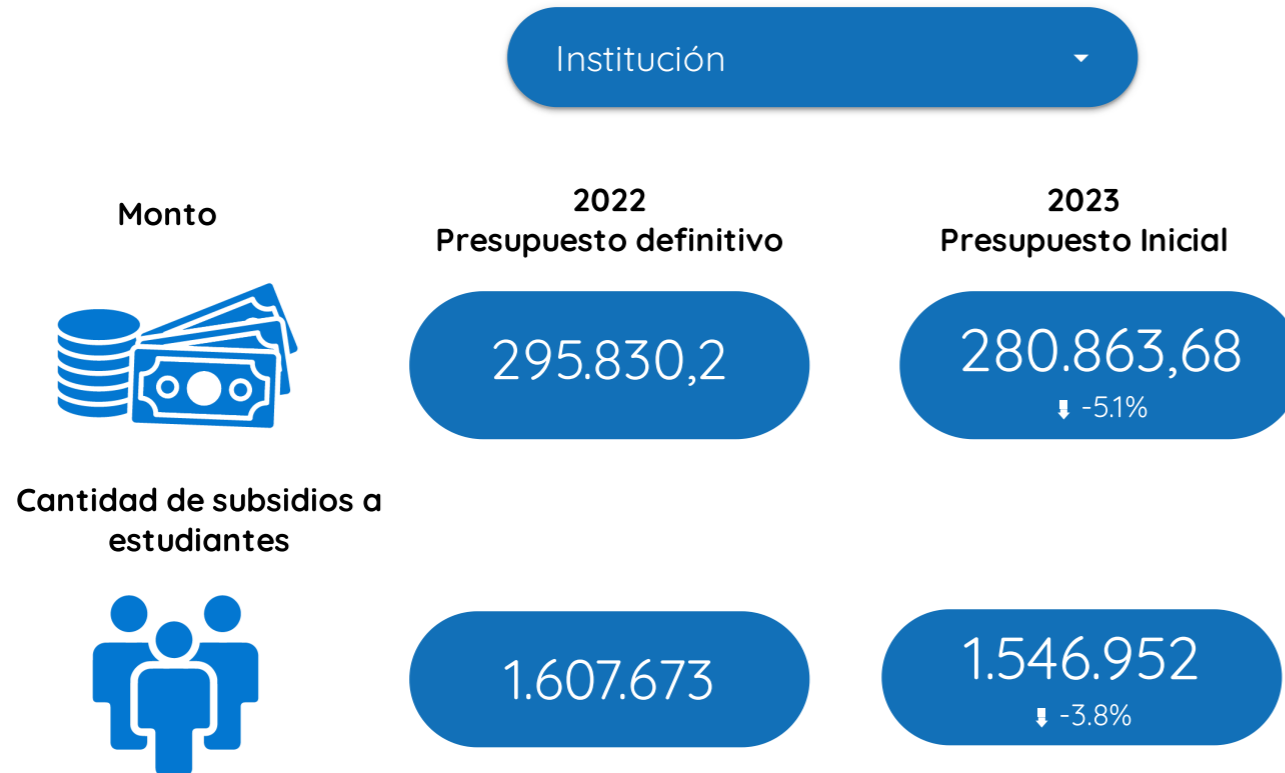 Institución
Monto
2022
Presupuesto definitivo
2023
Presupuesto Inicial
295.830,2
280.863,68
-5.1%
Cantidad de subsidios a
estudiantes
1.607.673
1.546.952
-3.8%